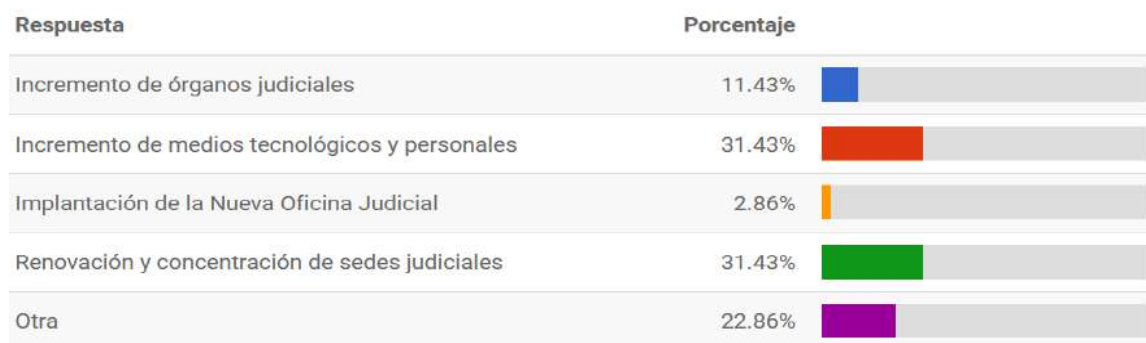 Respuesta Porcentaje
Incremento de órganos judiciales 11.43%
Incremento de medios tecnológicos y personales 31.43%
Implantación de la Nueva Oficina Judicial 2.86%
Renovación y concentración de sedes judiciales 31.43%
Otra 22.86%